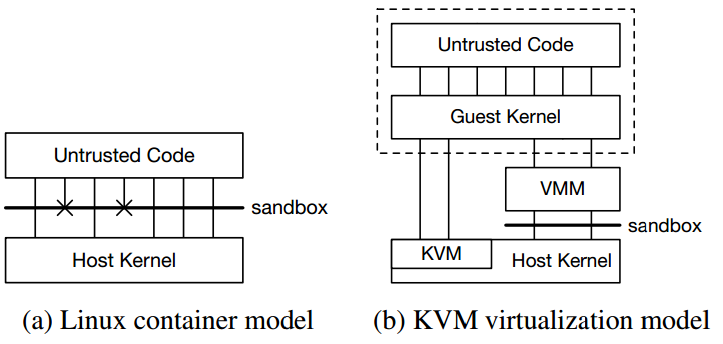 Untrusted Code
sandbox
Host Kernel
(a) Linux container model
Untrusted Code
Guest Kernel
VMM
sandbox
KVM
Host Kernel
(b) KVM virtualization model